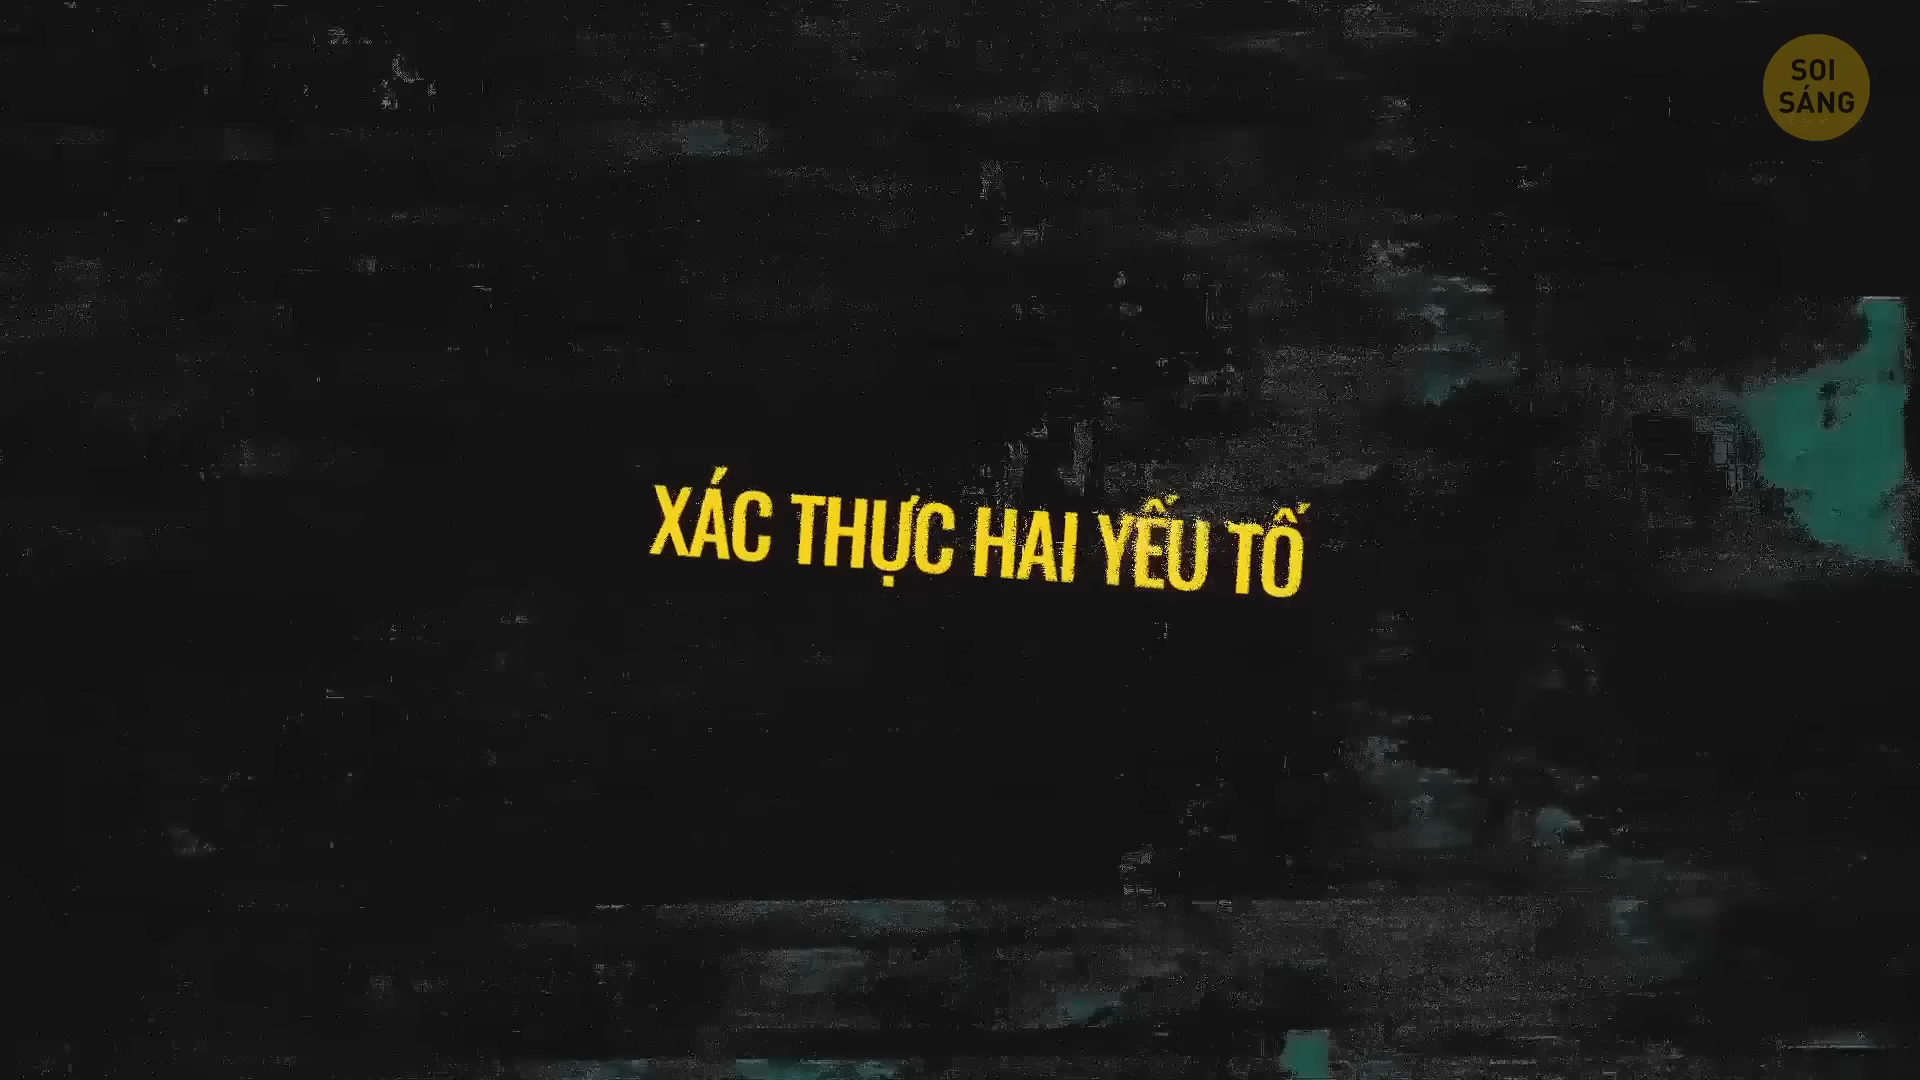 SOI
SÁNG
XÁC THỰC HAI YẾU TỐ